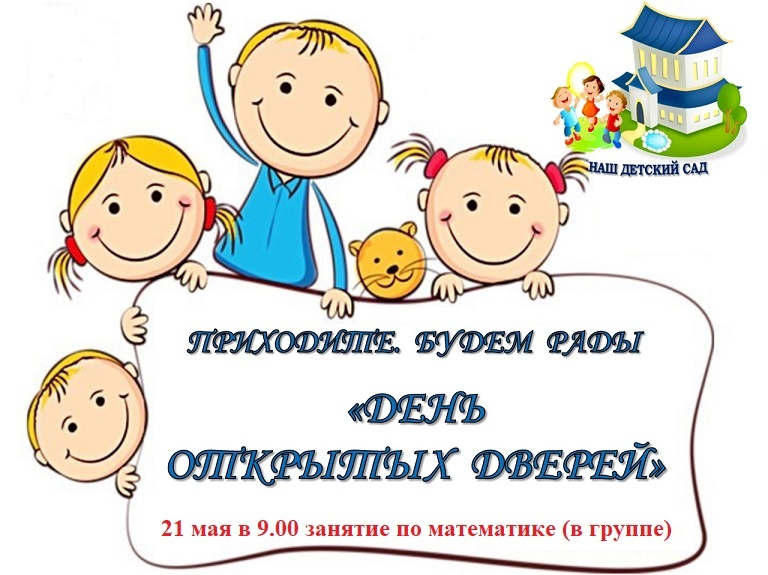 НАШ ДЕТСКИЙ САД
ПРИХОДИТЕ. БУДЕМ РАДЫ
«ДЕНЬ
ОТКРЫТЫХ ДВЕРЕЙ»
21 мая в 9.00 занятие по математике (в группе)